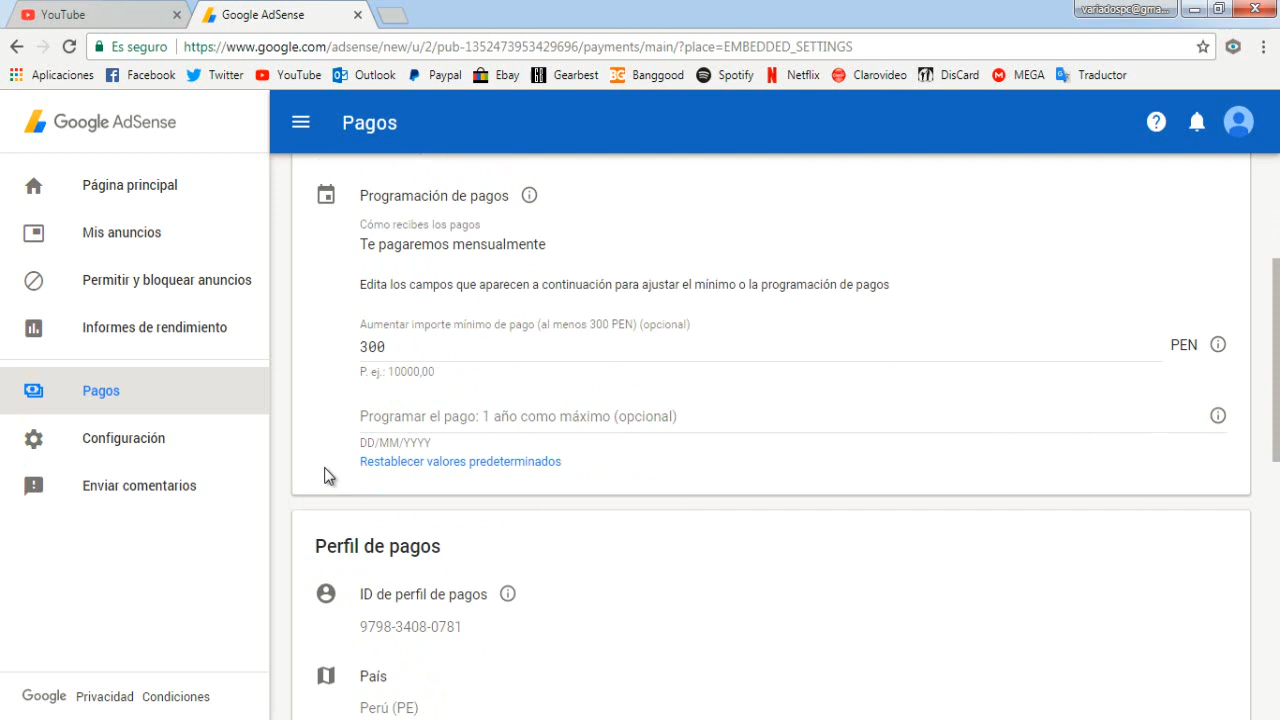 YouTube
Google AdSense
variadospc@gma...
Es seguro
https://www.google.com/adsense/new/u/2/pub-1352473953429696/payments/main/?place=EMBEDDED_SETTINGS
Aplicaciones
Facebook
Twitter
YouTube
Outlook
Paypal
Ebay
Gearbest
Banggood
Spotify
Netflix
Clarovideo
DisCard
MEGA
Traductor
Google AdSense
Pagos
Página principal
Mis anuncios
Permitir y bloquear anuncios
Informes de rendimiento
Pagos
Configuración
Enviar comentarios
Google Privacidad Condiciones
Programación de pagos
Cómo recibes los pagos
Te pagaremos mensualmente
Edita los campos que aparecen a continuación para ajustar el mínimo o la programación de pagos
Aumentar importe mínimo de pago (al menos 300 PEN) (opcional)
300
PEN
P. ej.: 10000,00
Programar el pago: 1 año como máximo (opcional)
DD/MM/YYYY
Restablecer valores predeterminados
Perfil de pagos
ID de perfil de pagos
9798-3408-0781
País
Perú (PE)